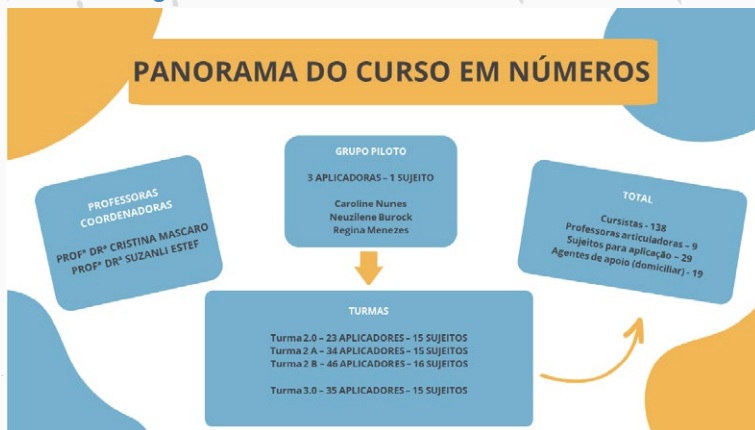 PANORAMA DO CURSO EM NÚMEROS
PROFESSORAS
COORDENADORAS
PROFª DRª CRISTINA MASCARO
PROFª DRª SUZANLI ESTEF
GRUPO PILOTO
3 APLICADORAS – 1 SUJEITO
Caroline Nunes
Neuzilene Burock
Regina Menezes
TOTAL
Cursistas - 138
Professoras articuladoras – 9
Sujeitos para aplicação – 29
Agentes de apoio (domiciliar) - 19
TURMAS
Turma 2.0 – 23 APLICADORES – 15 SUJEITOS
Turma 2 A – 34 APLICADORES – 15 SUJEITOS
Turma 2 B – 46 APLICADORES – 16 SUJEITOS
Turma 3.0 – 35 APLICADORES – 15 SUJEITOS